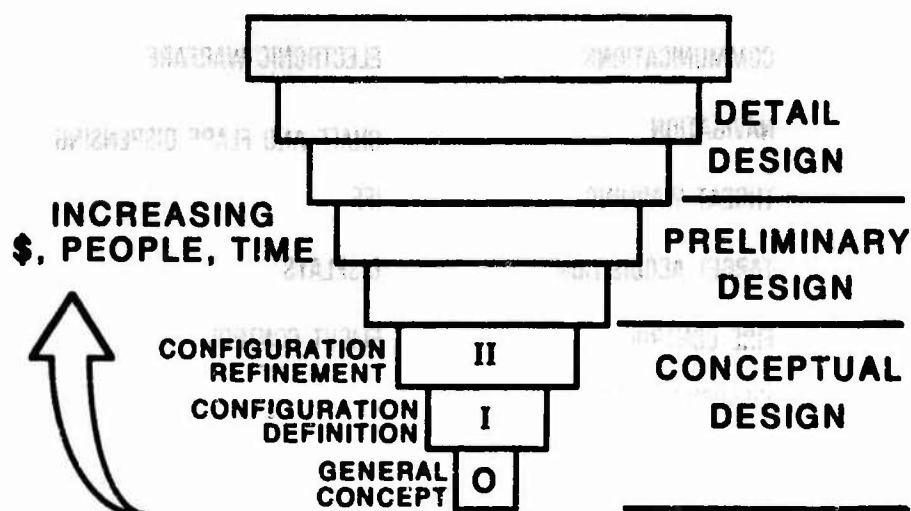 DETAIL
DESIGN
INCREASING
$, PEOPLE, TIME
PRELIMINARY
DESIGN
CONFIGURATION
REFINEMENT
II
CONCEPTUAL
DESIGN
CONFIGURATION
DEFINITION
I
GENERAL
CONCEPT
O